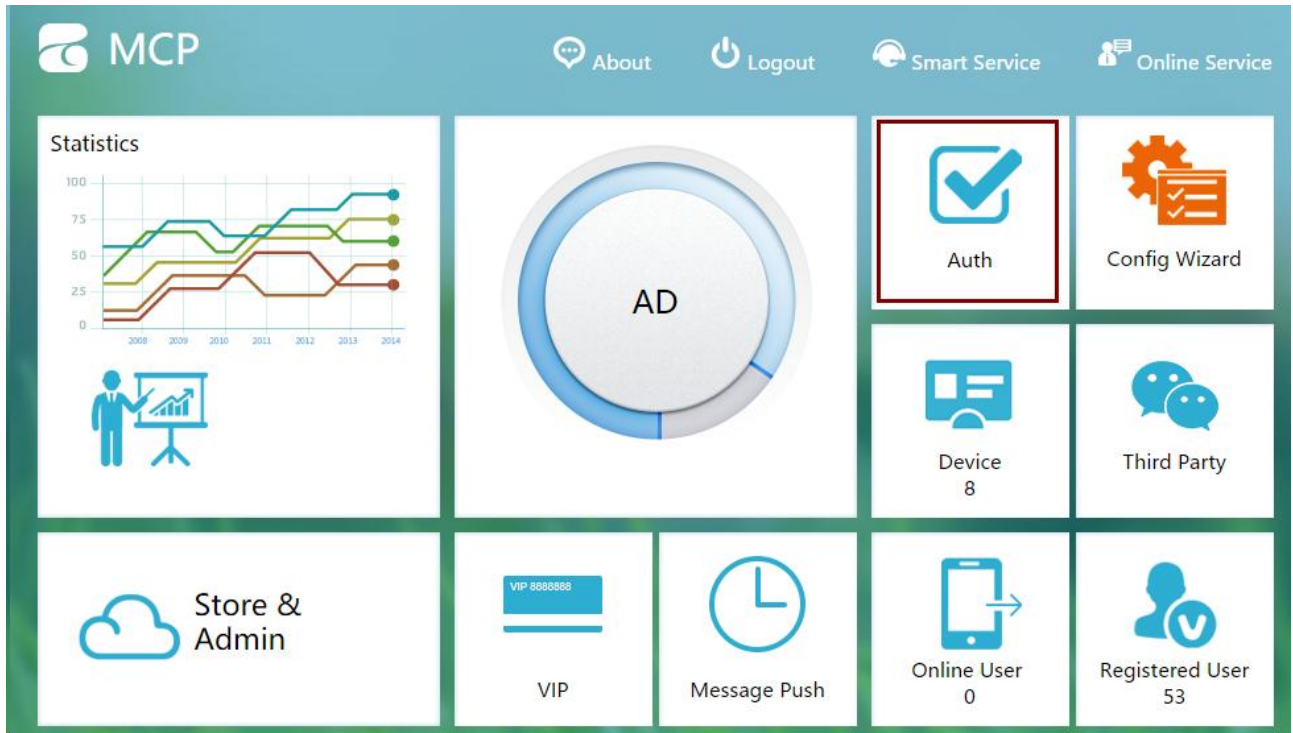 MCP
About
Logout
Smart Service
Online Service
Statistics
100
75
50
25
0
2008 2009 2010 2011 2012 2013 2014
AD
Auth
Config Wizard
Device
8
Third Party
Store &
Admin
VIP 8888888
VIP
Message Push
Online User
0
V
Registered User
53